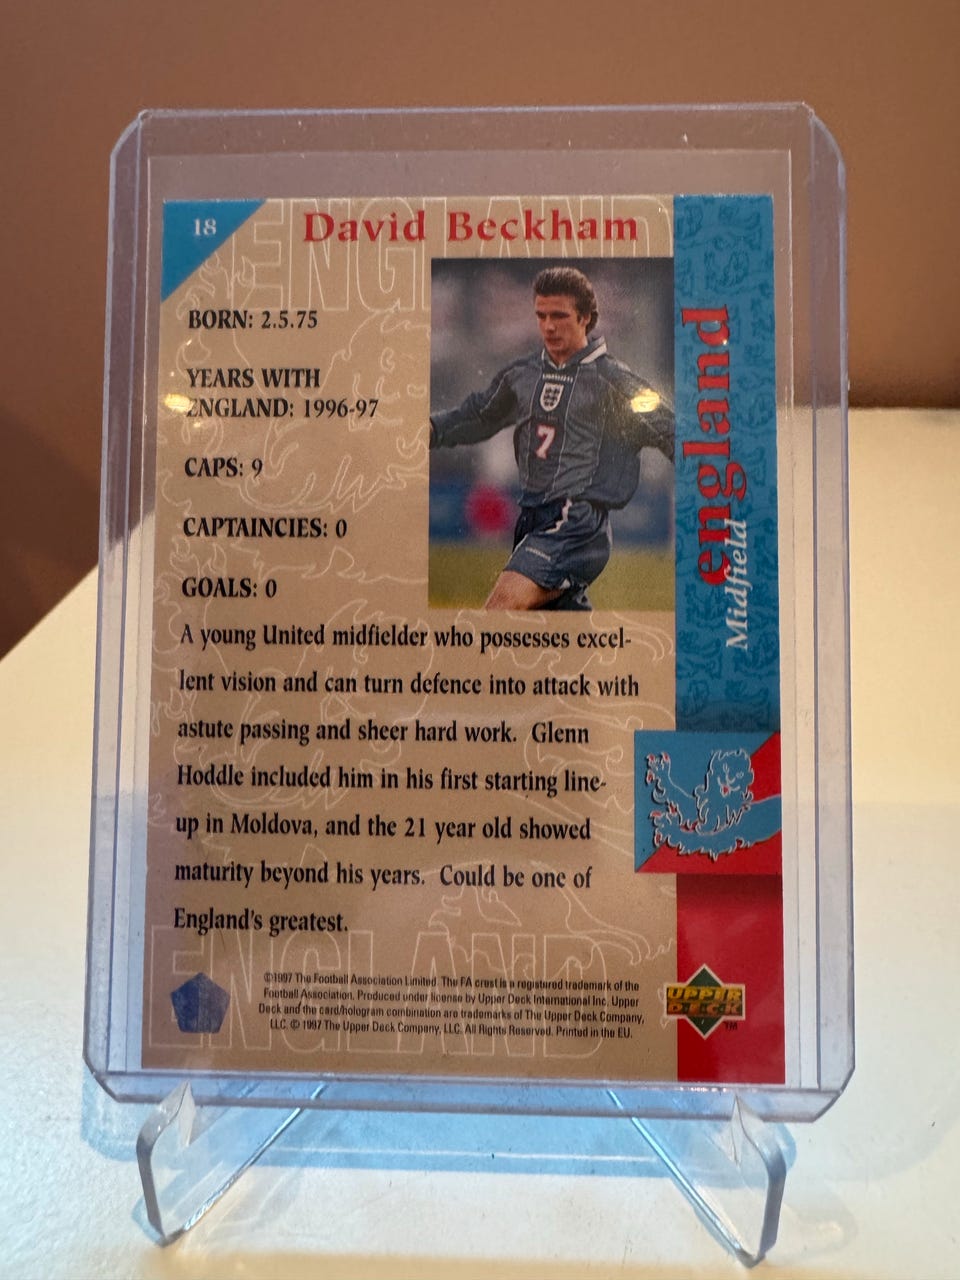 18
David Beckham
BORN: 2.5.75
YEARS WITH
ENGLAND: 1996-97
CAPS: 9
CAPTAINCIES: 0
GOALS: 0
7
england
Midfield
A young United midfielder who possesses excel-
lent vision and can turn defence into attack with
astute passing and sheer hard work. Glenn
Hoddle included him in his first starting line-
up in Moldova, and the 21 year old showed
maturity beyond his years. Could be one of
England's greatest.
ENGLAND
ENGLAND
©1997 The Football Association Limited. The FA crest is a registered trademark of the
Football Association. Produced under license by Upper Deck International Inc. Upper
Deck and the card/hologram combination are trademarks of The Upper Deck Company,
LLC. © 1997 The Upper Deck Company, LLC. All Rights Reserved. Printed in the EU.
UPPER
DECK
TM